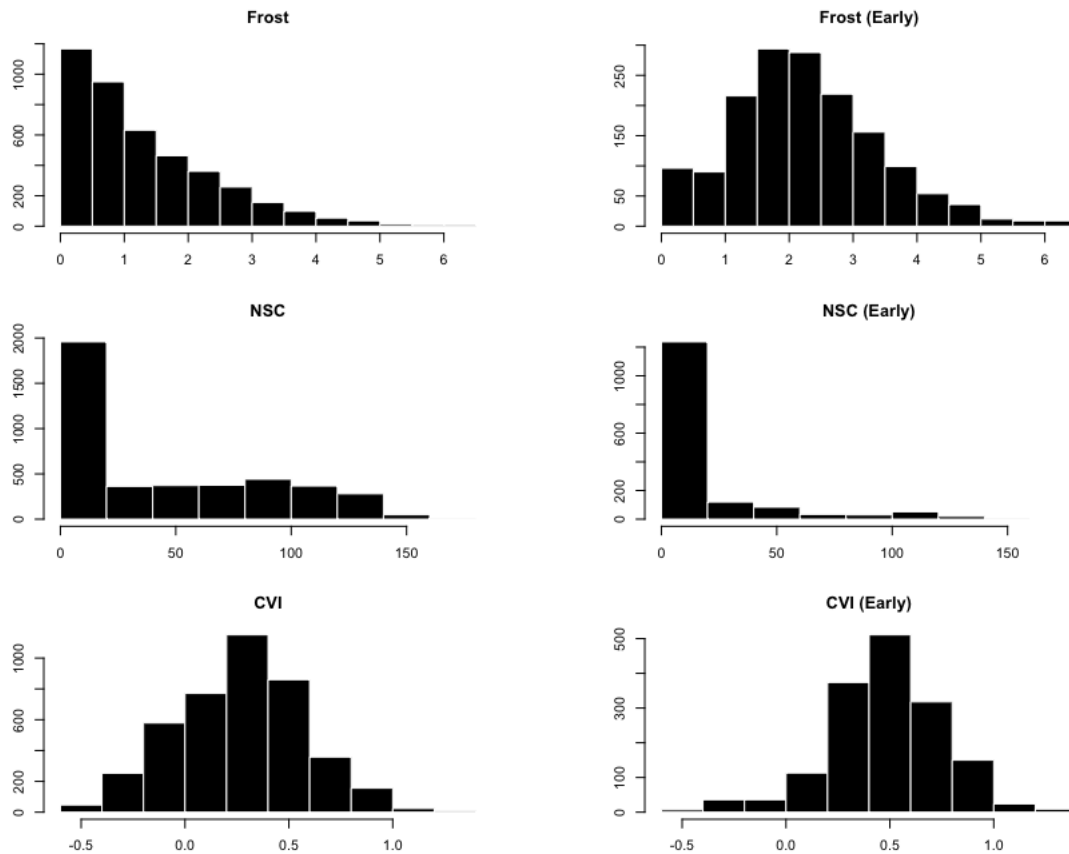 Frost
0 200 600 1000
0 1 2 3 4 5 6
Frost (Early)
50 150 250
0 1 2 3 4 5 6
NSC
0 500 1000 1500 2000
0 50 100 150
NSC (Early)
0 200 600 1000
0 50 100 150
CVI
0 200 600 1000
-0.5 0.0 0.5 1.0
CVI (Early)
0 100 300 500
-0.5 0.0 0.5 1.0